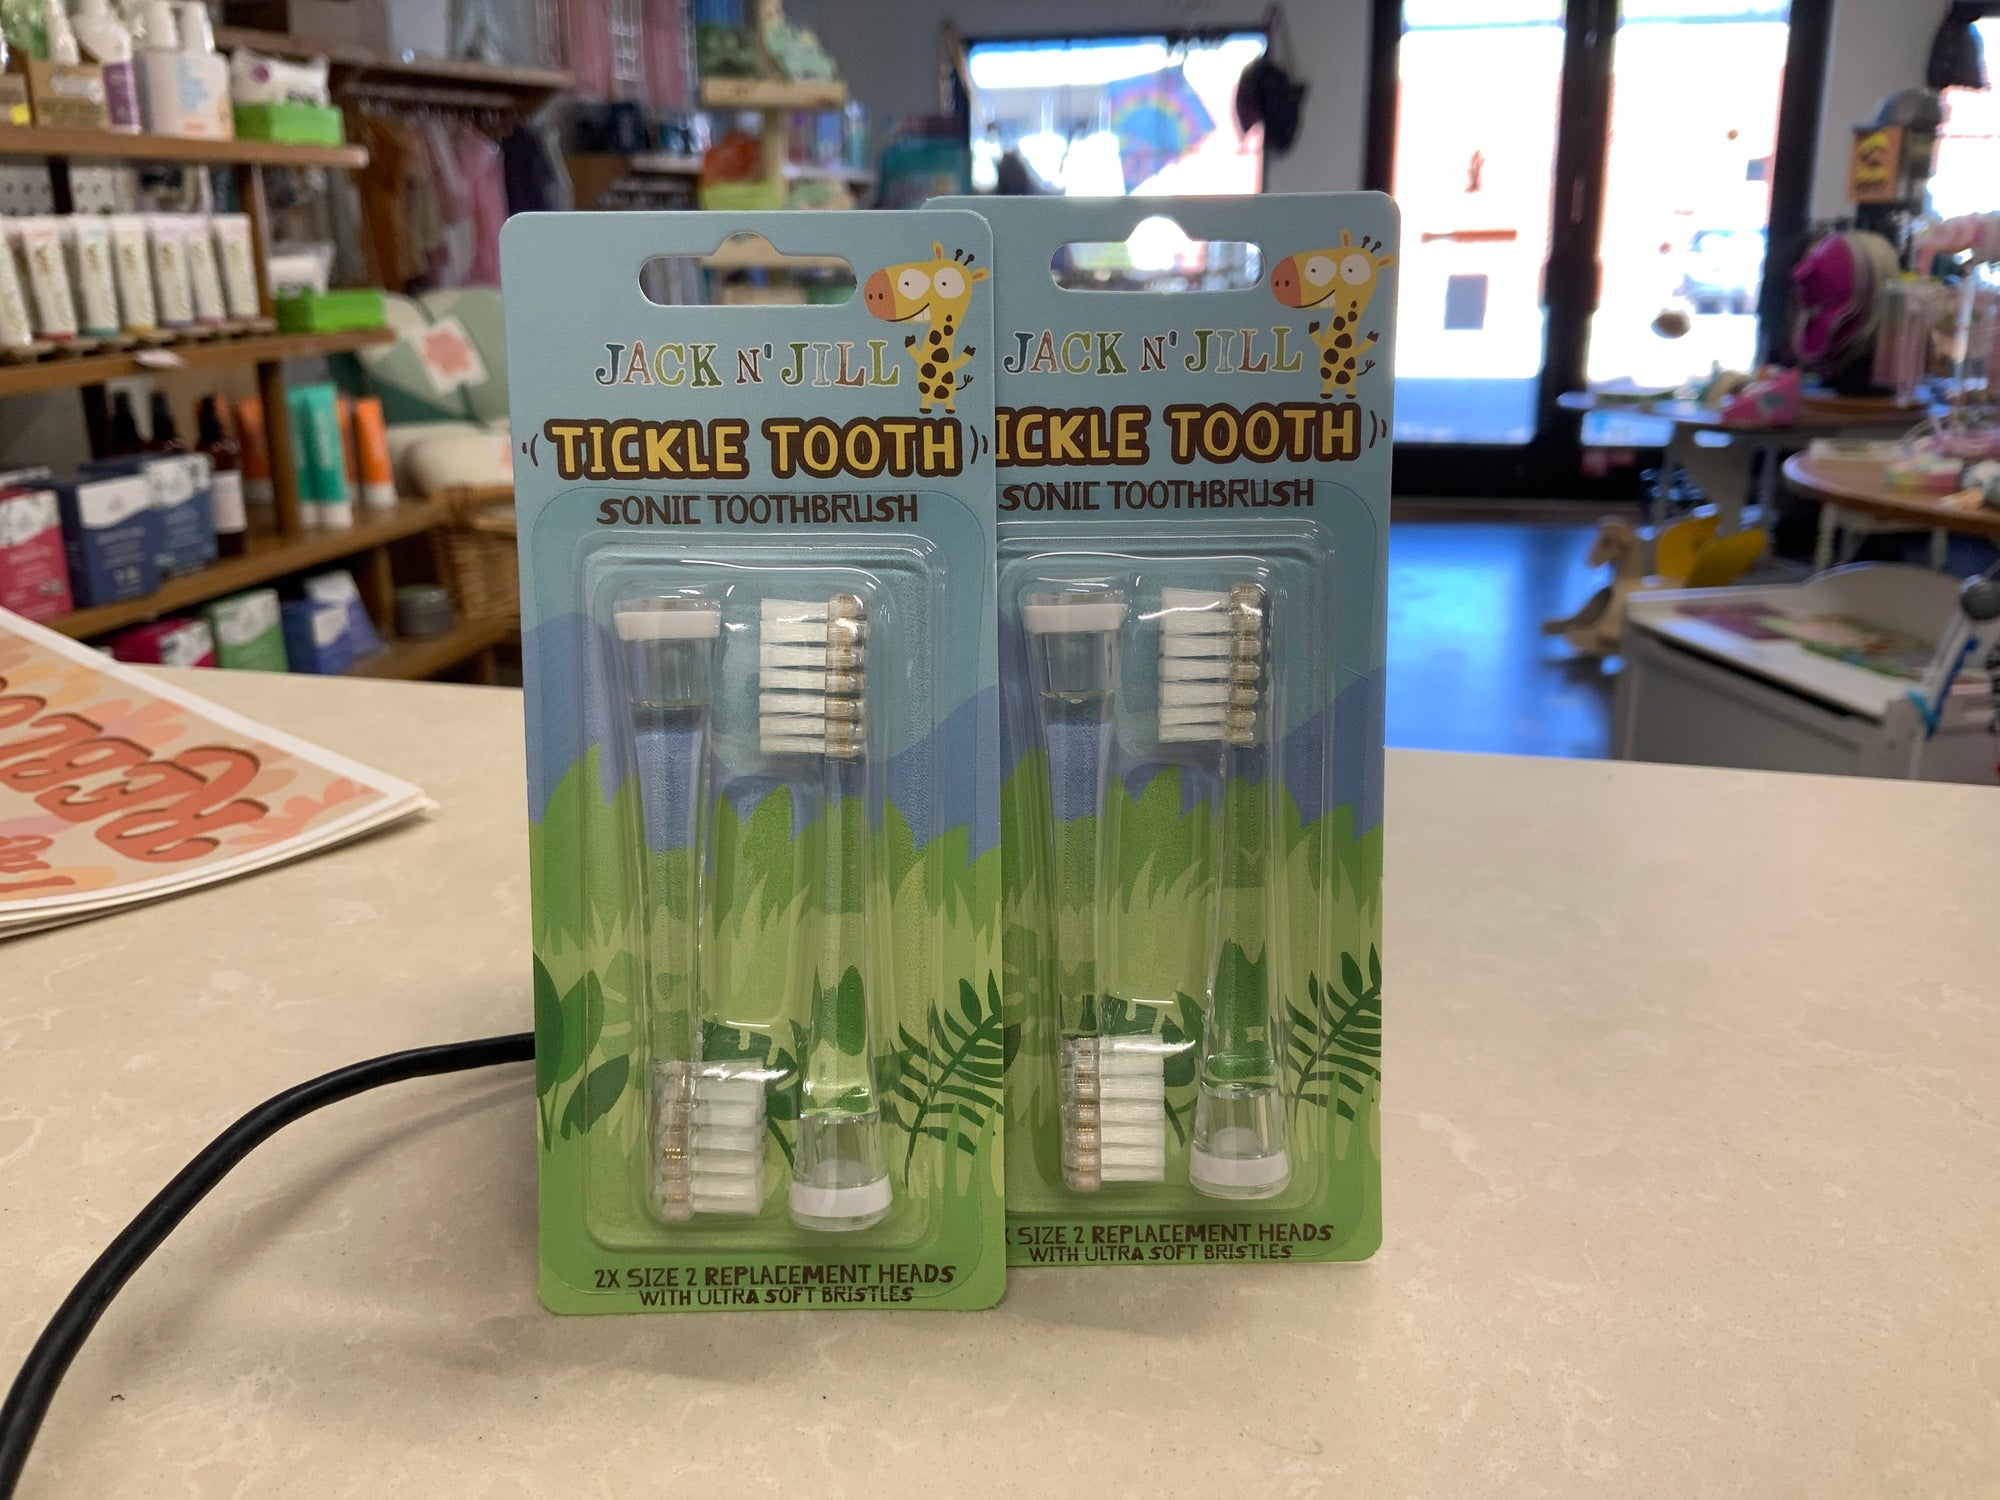 JACK N' JILL
TICKLE TOOTH
SONIC TOOTHBRUSH
2X SIZE 2 REPLACEMENT HEADS
WITH ULTRA SOFT BRISTLES
JACK N' JILL
ICKLE TOOTH
SONIC TOOTHBRUSH
SIZE 2 REPLACEMENT HEADS
WITH ULTRA SOFT BRISTLES